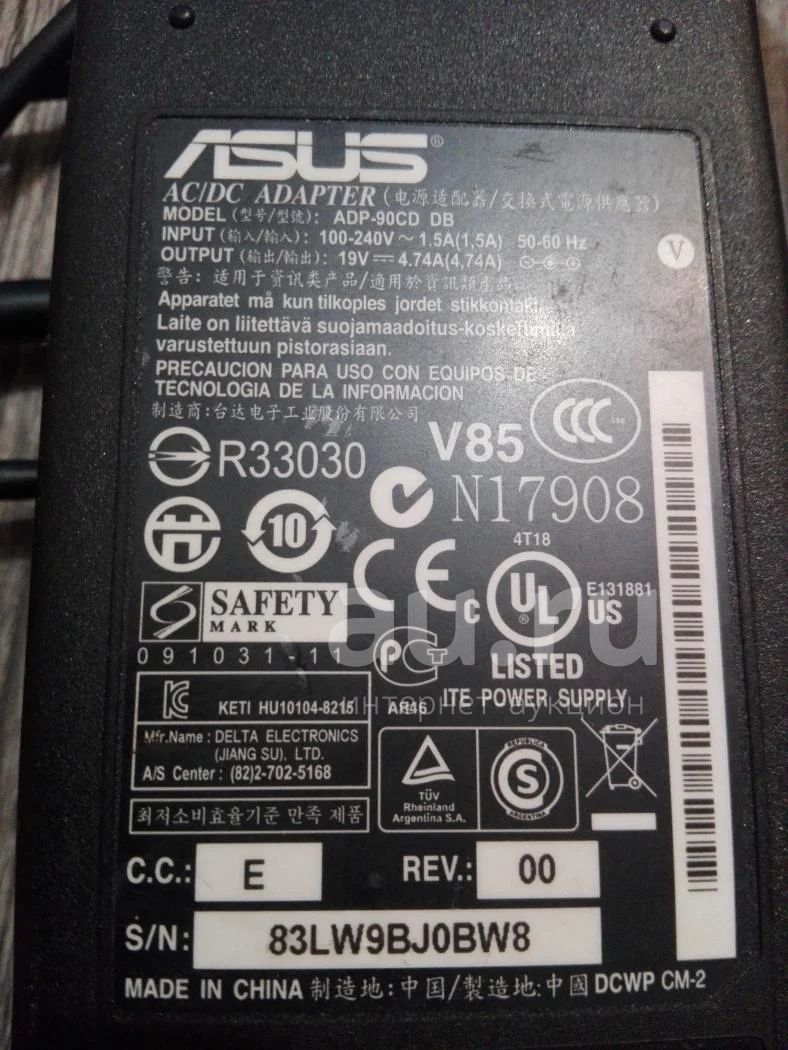 ASUS®
AC/DC ADAPTER (电源适配器/交換式電源供應器)
MODEL (型号/型號): ADP-90CD DB
INPUT (输入/輸入): 100-240V ~ 1.5A(1,5A) 50-60 Hz
OUTPUT (输出/輸出): 19V ⎓ 4.74A(4,74A)
V
警告: 适用于资讯类产品/適用於資訊類產品
Apparatet må kun tilkoples jordet stikkontakt
Laite on liitettävä suojamaadoitus-koskettimilla
varustettuun pistorasiaan.
PRECAUCION PARA USO CON EQUIPOS DE
TECNOLOGIA DE LA INFORMACION
制造商:台达电子工业股份有限公司
V85
CCC
R33030
N17908
10
4T18
CE
C UL® US
E131881
SAFETY
MARK
091031-11
PCT
LISTED
ITE POWER SUPPLY
au.ru
интернет аукцион
KETI HU10104-8215
AR46
Mfr.Name : DELTA ELECTRONICS
(JIANG SU). LTD.
A/S Center : (82)2-702-5168
TÜV
Rheinland
Argentina S.A.
REPUBLICA
S
ARGENTINA
최저소비효율기준 만족 제품
C.C.: E
REV.: 00
S/N: 83LW9BJ0BW8
MADE IN CHINA 制造地:中国/製造地:中國 DCWP CM-2